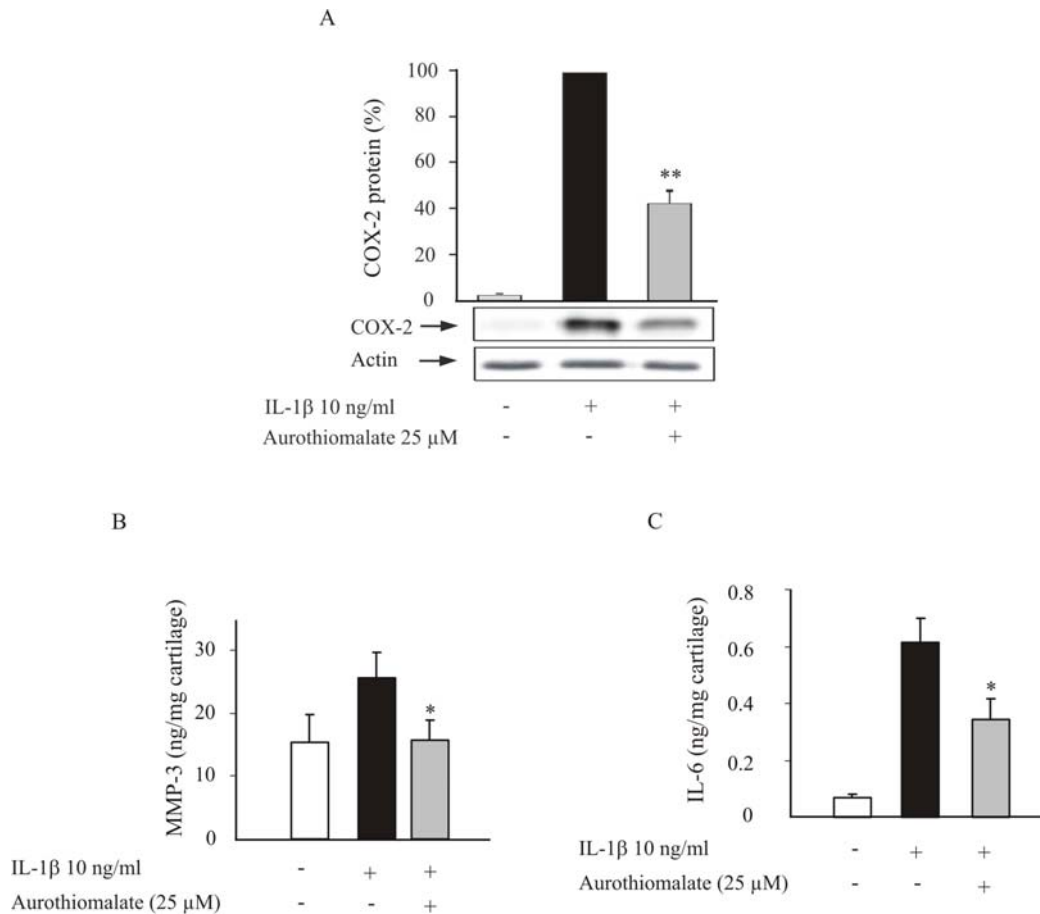 A
COX-2 protein (%)
100
80
60
40
20
0
**
COX-2
Actin
IL-1β 10 ng/ml - + +
Aurothiomalate 25 µM - - +
B
MMP-3 (ng/mg cartilage)
30
20
10
0
*
IL-1β 10 ng/ml - + +
Aurothiomalate (25 µM) - - +
C
IL-6 (ng/mg cartilage)
0.8
0.6
0.4
0.2
0
*
IL-1β 10 ng/ml - + +
Aurothiomalate (25 µM) - - +